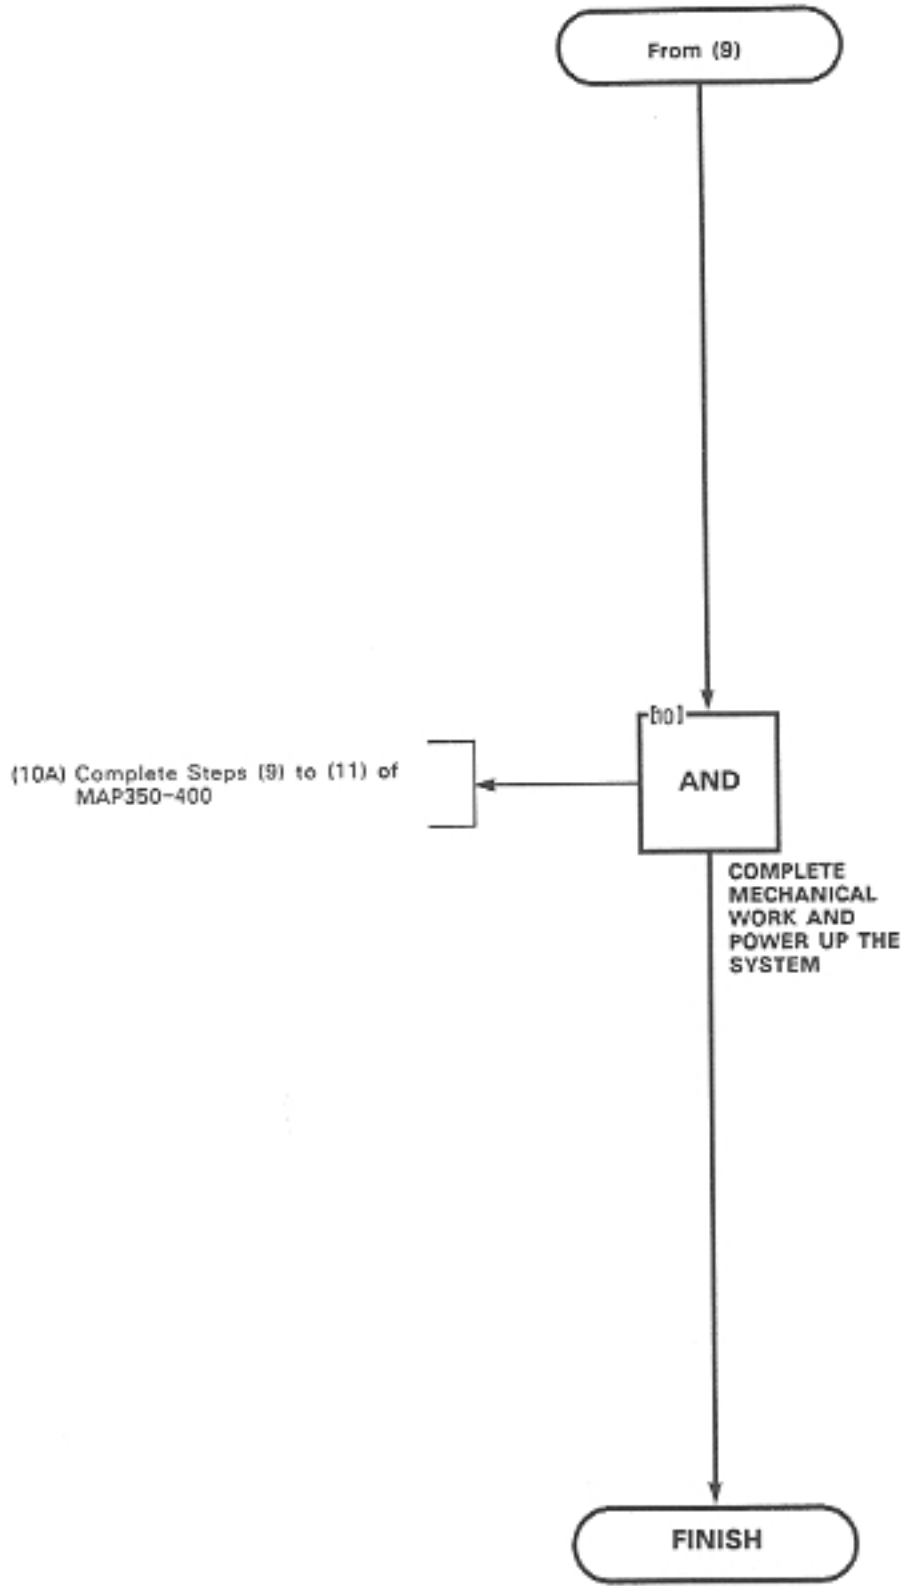 From (9)
[10]
AND
(10A) Complete Steps (9) to (11) of
MAP350-400
COMPLETE
MECHANICAL
WORK AND
POWER UP THE
SYSTEM
FINISH